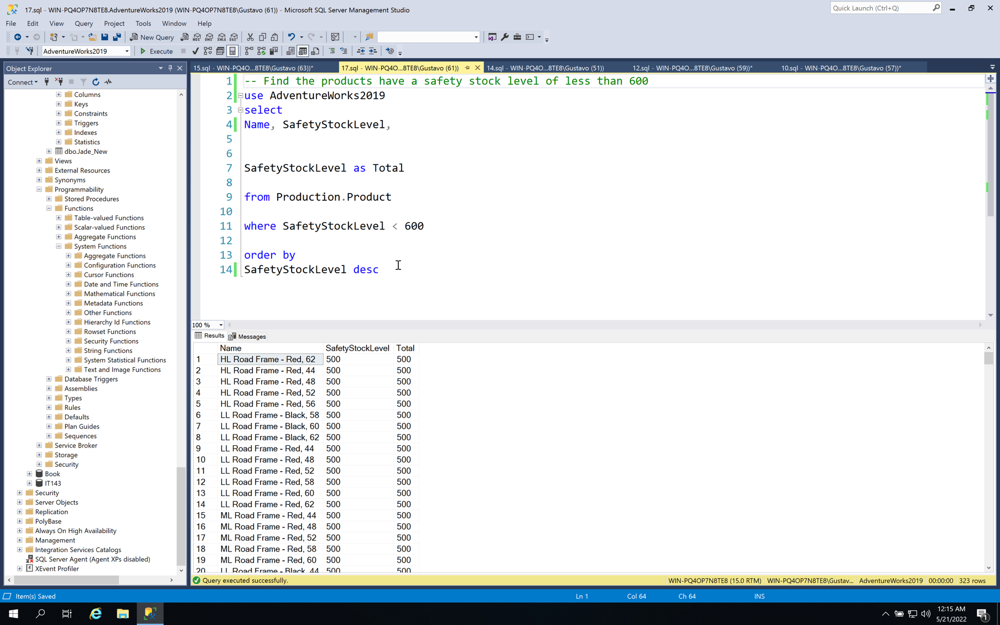 17.sql - WIN-PQ4OP7N8TE8.AdventureWorks2019 (WIN-PQ4OP7N8TE8\Gustavo (61)) - Microsoft SQL Server Management Studio
Quick Launch (Ctrl+Q)
File Edit View Query Project Tools Window Help
New Query MDX DMX XMLA DAX
AdventureWorks2019 Execute
Object Explorer
15.sql - WIN-PQ4O...8TE8\Gustavo (63))* 17.sql - WIN-PQ4O...8TE8\Gustavo (61)) 14.sql - WIN-PQ4O...8TE8\Gustavo (51)) 12.sql - WIN-PQ4O...8TE8\Gustavo (59))* 10.sql - WIN-PQ4O...8TE8\Gustavo (57))*
Connect
Columns
Keys
Constraints
Triggers
Indexes
Statistics
dbo.Jade_New
Views
External Resources
Synonyms
Programmability
Stored Procedures
Functions
Table-valued Functions
Scalar-valued Functions
Aggregate Functions
System Functions
Aggregate Functions
Configuration Functions
Cursor Functions
Date and Time Functions
Mathematical Functions
Metadata Functions
Other Functions
Hierarchy Id Functions
Rowset Functions
Security Functions
String Functions
System Statistical Functions
Text and Image Functions
Database Triggers
Assemblies
Types
Rules
Defaults
Plan Guides
Sequences
Service Broker
Storage
Security
Book
IT143
Security
Server Objects
Replication
PolyBase
Always On High Availability
Management
Integration Services Catalogs
SQL Server Agent (Agent XPs disabled)
XEvent Profiler
1 -- Find the products have a safety stock level of less than 600
2 use AdventureWorks2019
3 select
4 Name, SafetyStockLevel,
5
6
7 SafetyStockLevel as Total
8
9 from Production.Product
10
11 where SafetyStockLevel < 600
12
13 order by
14 SafetyStockLevel desc
100 %
Results Messages
Name SafetyStockLevel Total
1 HL Road Frame - Red, 62 500 500
2 HL Road Frame - Red, 44 500 500
3 HL Road Frame - Red, 48 500 500
4 HL Road Frame - Red, 52 500 500
5 HL Road Frame - Red, 56 500 500
6 LL Road Frame - Black, 58 500 500
7 LL Road Frame - Black, 60 500 500
8 LL Road Frame - Black, 62 500 500
9 LL Road Frame - Red, 44 500 500
10 LL Road Frame - Red, 48 500 500
11 LL Road Frame - Red, 52 500 500
12 LL Road Frame - Red, 58 500 500
13 LL Road Frame - Red, 60 500 500
14 LL Road Frame - Red, 62 500 500
15 ML Road Frame - Red, 44 500 500
16 ML Road Frame - Red, 48 500 500
17 ML Road Frame - Red, 52 500 500
18 ML Road Frame - Red, 58 500 500
19 ML Road Frame - Red, 60 500 500
20 LL Road Frame - Black, 44 500 500
Query executed successfully. WIN-PQ4OP7N8TE8 (15.0 RTM) WIN-PQ4OP7N8TE8\Gustav... AdventureWorks2019 00:00:00 323 rows
Item(s) Saved Ln 1 Col 64 Ch 64 INS
12:15 AM
5/21/2022
1